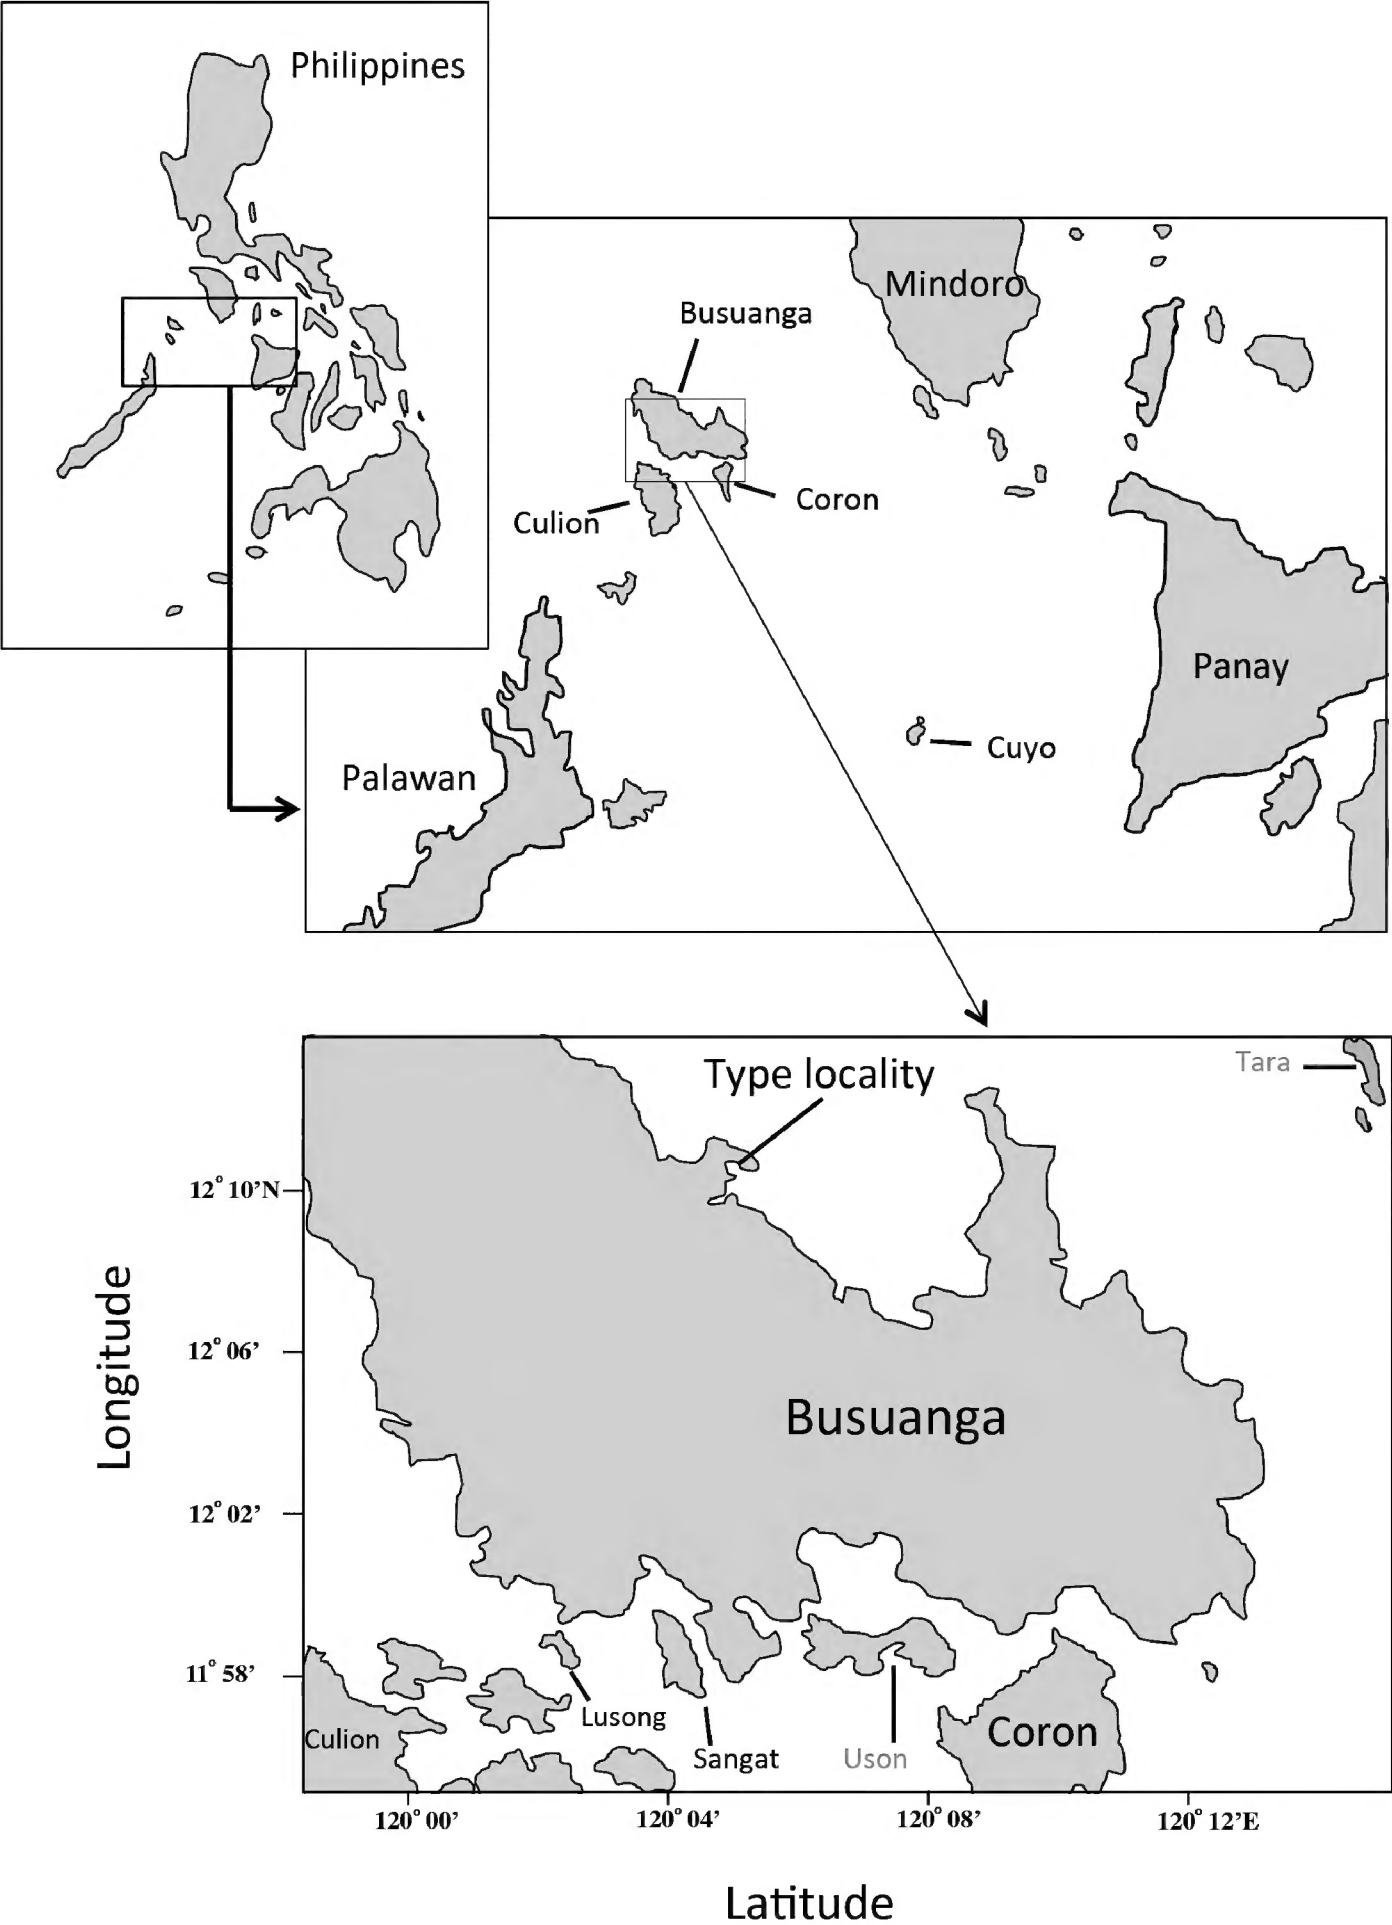 Philippines
Mindoro
Busuanga
Coron
Culion
Panay
Cuyo
Palawan
Type locality
Tara
12° 10’N
12° 06’
Longitude
Busuanga
12° 02’
11° 58’
Lusong
Culion
Coron
Sangat
Uson
120° 00’
120° 04’
120° 08’
120° 12’E
Latitude